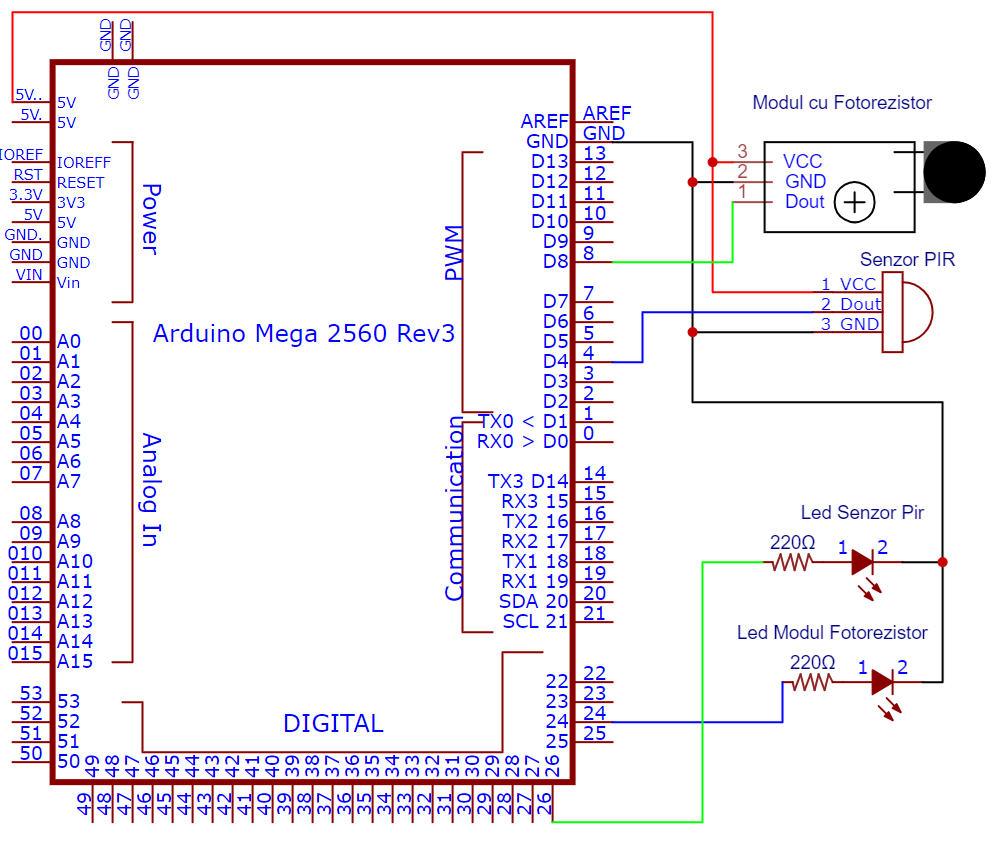 GND
GND
GND
GND
5V..
5V
5V.
5V
IOREF
IOREFF
RST
RESET
3.3V
3V3
5V
5V
GND.
GND
GND
GND
VIN
Vin
Power
00
A0
01
A1
02
A2
03
A3
04
A4
05
A5
06
A6
07
A7
08
A8
09
A9
010
A10
011
A11
012
A12
013
A13
014
A14
015
A15
Analog In
53
53
52
52
51
51
50
50
Arduino Mega 2560 Rev3
PWM
Communication
DIGITAL
AREF
AREF
GND
GND
D13
13
D12
12
D11
11
D10
10
D9
9
D8
8
D7
7
D6
6
D5
5
D4
4
D3
3
D2
2
TX0 < D1
1
RX0 > D0
0
TX3 D14
14
RX3 15
15
TX2 16
16
RX2 17
17
TX1 18
18
RX1 19
19
SDA 20
20
SCL 21
21
22
22
23
23
24
24
25
25
49 48 47 46 45 44 43 42 41 40 39 38 37 36 35 34 33 32 31 30 29 28 27 26
49 48 47 46 45 44 43 42 41 40 39 38 37 36 35 34 33 32 31 30 29 28 27 26
Modul cu Fotorezistor
3 VCC
2 GND
1 Dout
Senzor PIR
1 VCC
2 Dout
3 GND
Led Senzor Pir
220Ω 1 2
Led Modul Fotorezistor
220Ω 1 2